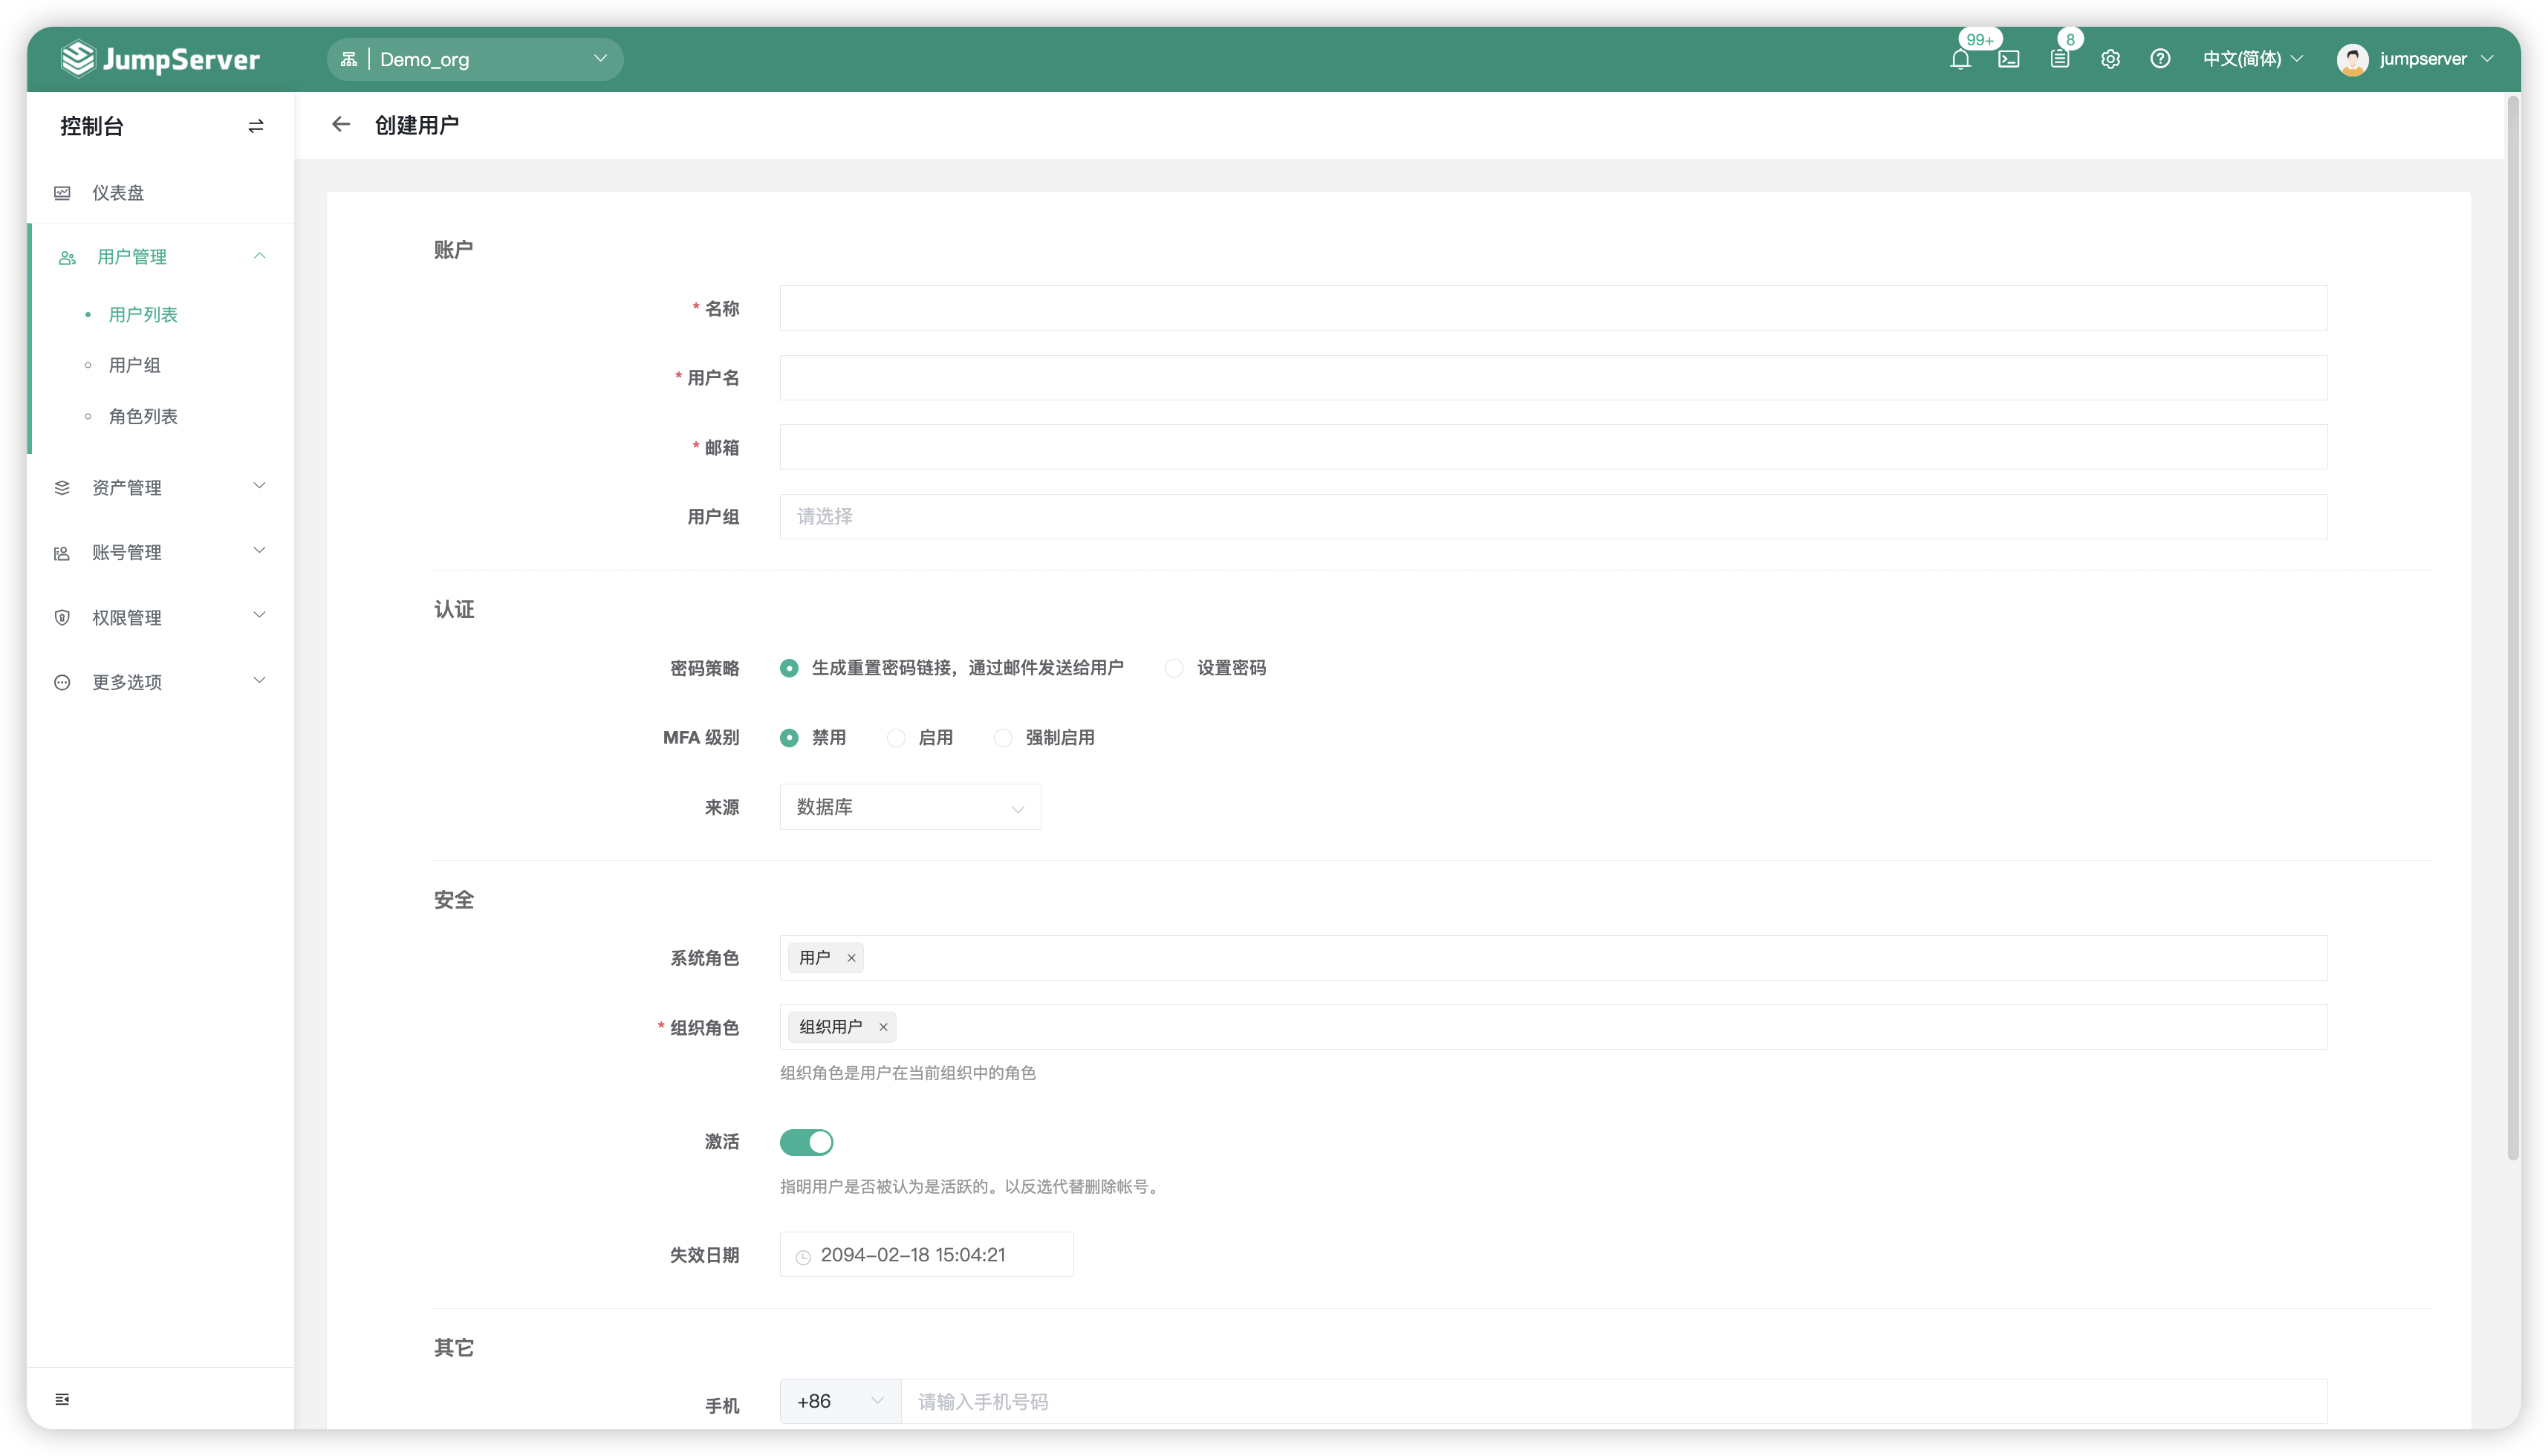 JumpServer
Demo_org
99+
8
中文(简体)
jumpserver
控制台
创建用户
仪表盘
用户管理
用户列表
用户组
角色列表
资产管理
账号管理
权限管理
更多选项
账户
* 名称
* 用户名
* 邮箱
用户组 请选择
认证
密码策略 生成重置密码链接，通过邮件发送给用户 设置密码
MFA 级别 禁用 启用 强制启用
来源 数据库
安全
系统角色 用户 ×
* 组织角色 组织用户 ×
组织角色是用户在当前组织中的角色
激活
指明用户是否被认为是活跃的。以反选代替删除帐号。
失效日期 2094-02-18 15:04:21
其它
手机 +86 请输入手机号码